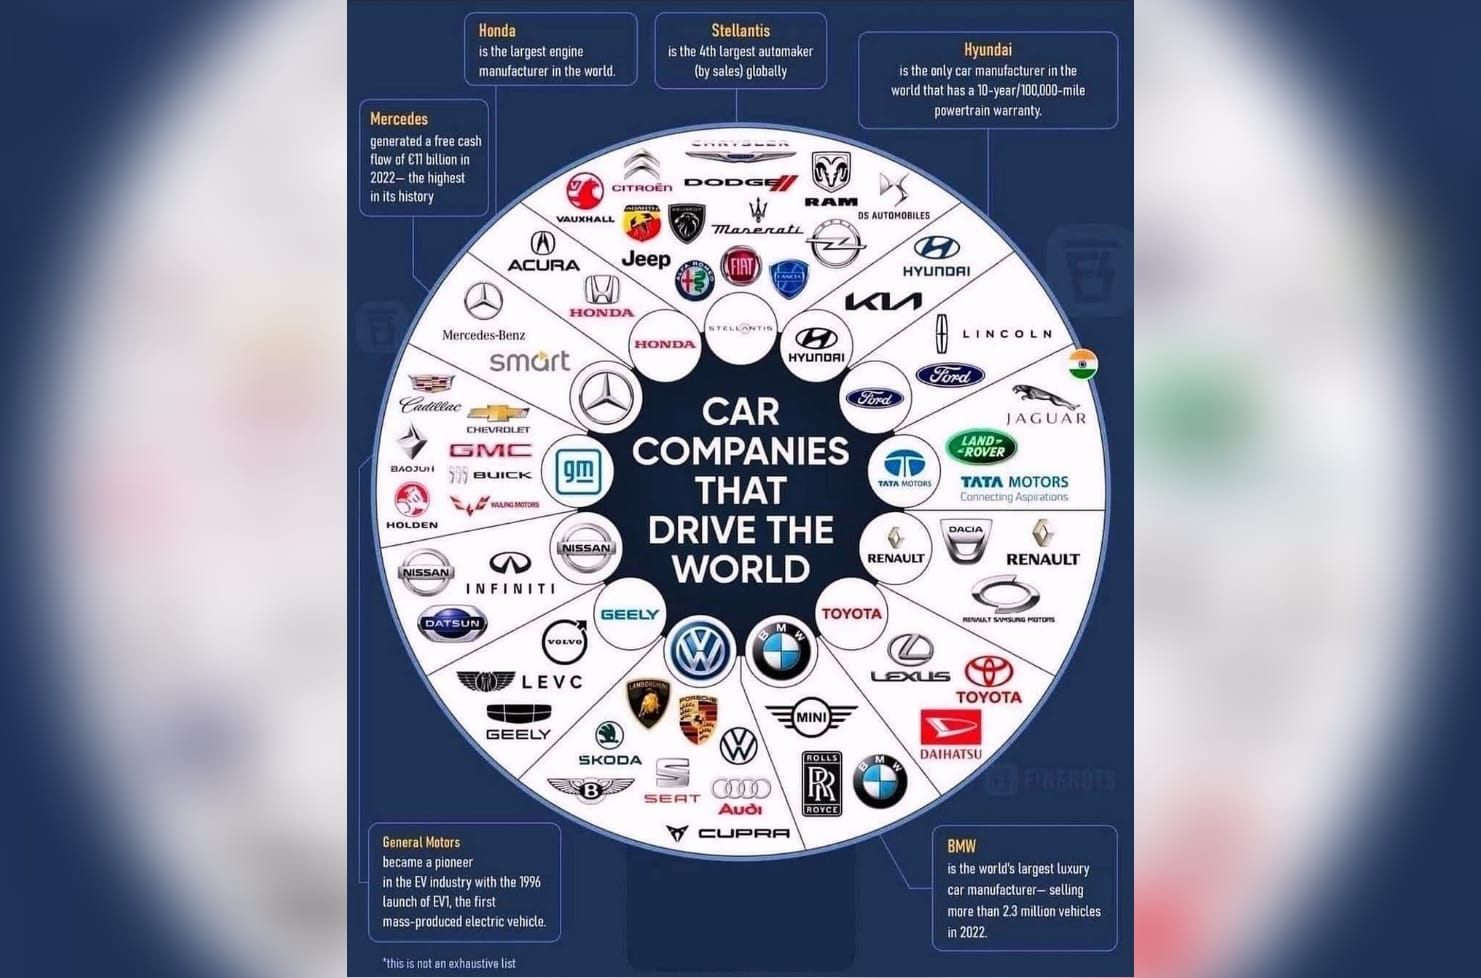 Honda
is the largest engine
manufacturer in the world.
Stellantis
is the 4th largest automaker
(by sales) globally
Hyundai
is the only car manufacturer in the
world that has a 10-year/100,000-mile
powertrain warranty.
Mercedes
generated a free cash
flow of €11 billion in
2022– the highest
in its history
CHRYSLER
CITROËN
DODGE
RAM
DS AUTOMOBILES
VAUXHALL
ABARTH
PEUGEOT
Maserati
Jeep
ALFA ROMEO
FIAT
LANCIA
STELLANTIS
ACURA
HONDA
HONDA
HYUNDAI
KIA
HYUNDAI
Mercedes-Benz
smart
LINCOLN
Ford
Ford
Cadillac
CHEVROLET
GMC
BAOJUN
BUICK
HOLDEN
WULING MOTORS
gm
JAGUAR
LAND-
-ROVER
TATA MOTORS
Connecting Aspirations
TATA MOTORS
CAR
COMPANIES
THAT
DRIVE THE
WORLD
NISSAN
INFINITI
DATSUN
NISSAN
RENAULT
DACIA
RENAULT
RENAULT SAMSUNG MOTORS
GEELY
VOLVO
LEVC
GEELY
TOYOTA
LEXUS
TOYOTA
DAIHATSU
BMW
MINI
ROLLS
RR
ROYCE
BMW
LAMBORGHINI
PORSCHE
SKODA
B
SEAT
Audi
CUPRA
FINSHOTS
General Motors
became a pioneer
in the EV industry with the 1996
launch of EV1, the first
mass-produced electric vehicle.
BMW
is the world's largest luxury
car manufacturer– selling
more than 2.3 million vehicles
in 2022.
*this is not an exhaustive list